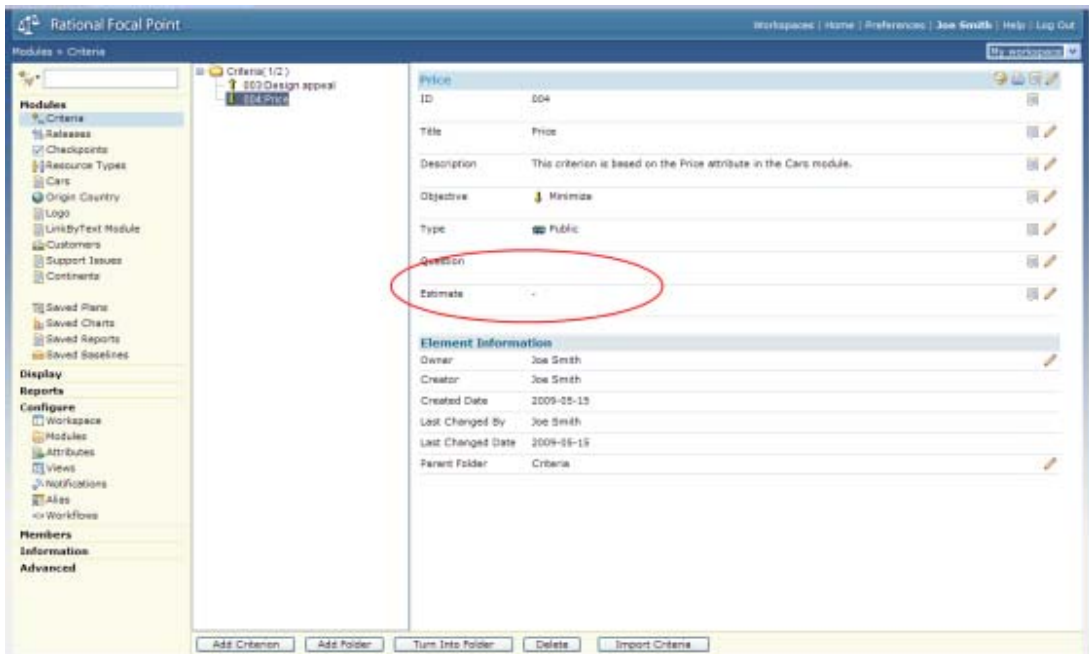 Rational Focal Point
Workspaces | Home | Preferences | Joe Smith | Help | Log Out
Modules » Criteria
My workspace
Modules
Criteria
Releases
Checkpoints
Resource Types
Cars
Origin Country
Logo
LinkByText Module
Customers
Support Issues
Continents
Saved Plans
Saved Charts
Saved Reports
Saved Baselines
Display
Reports
Configure
Workspace
Modules
Attributes
Views
Notifications
Alias
Workflows
Members
Information
Advanced
Criteria(1/2)
003:Design appeal
004:Price
Price
ID 004
Title Price
Description This criterion is based on the Price attribute in the Cars module.
Objective Minimize
Type Public
Question
Estimate -
Element Information
Owner Joe Smith
Creator Joe Smith
Created Date 2009-05-15
Last Changed By Joe Smith
Last Changed Date 2009-05-15
Parent Folder Criteria
Add Criterion Add Folder Turn Into Folder Delete Import Criteria